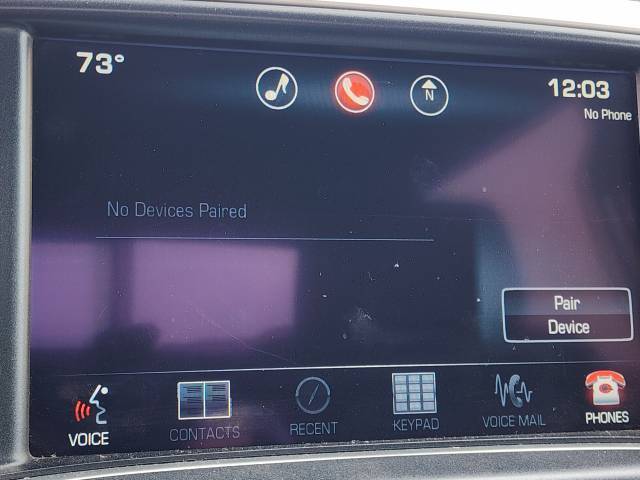 73°
N
12:03
No Phone
No Devices Paired
Pair
Device
VOICE
CONTACTS
RECENT
KEYPAD
VOICE MAIL
PHONES